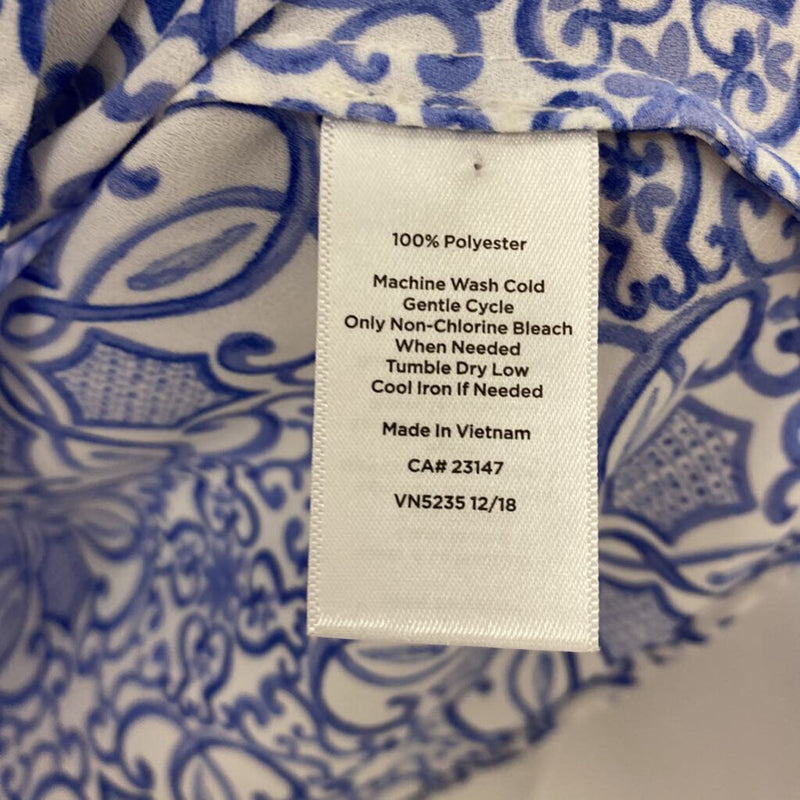 100% Polyester
Machine Wash Cold
Gentle Cycle
Only Non-Chlorine Bleach
When Needed
Tumble Dry Low
Cool Iron If Needed
Made In Vietnam
CA# 23147
VN5235 12/18